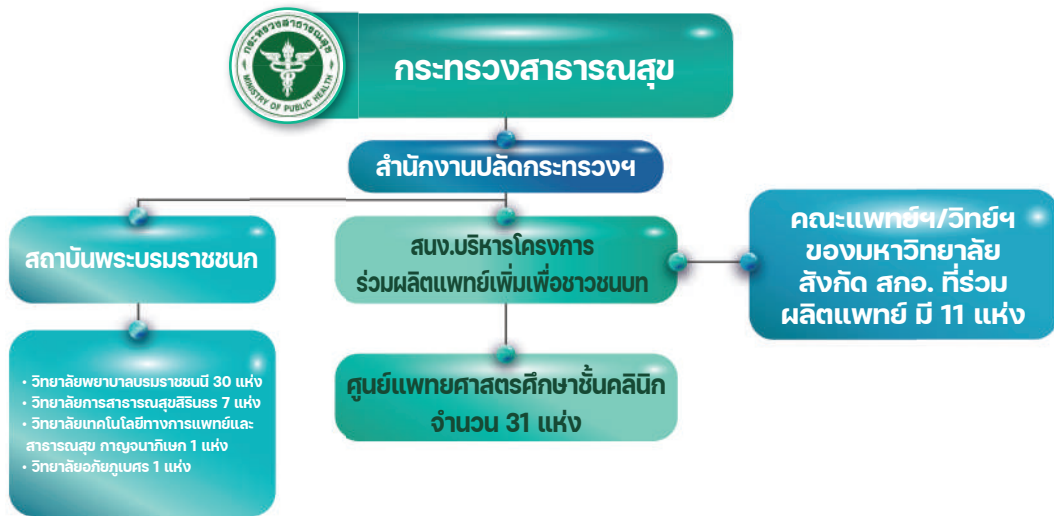 กระทรวงสาธารณสุข
MINISTRY OF PUBLIC HEALTH
กระทรวงสาธารณสุข
สำนักงานปลัดกระทรวงฯ
สถาบันพระบรมราชชนก
สนง.บริหารโครงการ
ร่วมผลิตแพทย์เพิ่มเพื่อชาวชนบท
คณะแพทย์ฯ/วิทย์ฯ
ของมหาวิทยาลัย
สังกัด สกอ. ที่ร่วม
ผลิตแพทย์ มี 11 แห่ง
• วิทยาลัยพยาบาลบรมราชชนนี 30 แห่ง
• วิทยาลัยการสาธารณสุขสิรินธร 7 แห่ง
• วิทยาลัยเทคโนโลยีทางการแพทย์และ
สาธารณสุข กาญจนาภิเษก 1 แห่ง
• วิทยาลัยอภัยภูเบศร 1 แห่ง
ศูนย์แพทยศาสตรศึกษาชั้นคลินิก
จำนวน 31 แห่ง